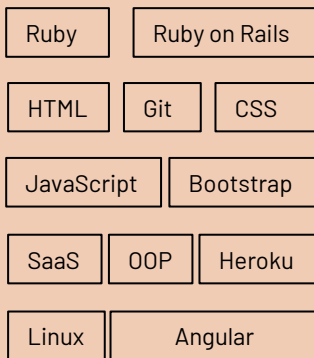 Ruby Ruby on Rails
HTML Git CSS
JavaScript Bootstrap
SaaS OOP Heroku
Linux Angular